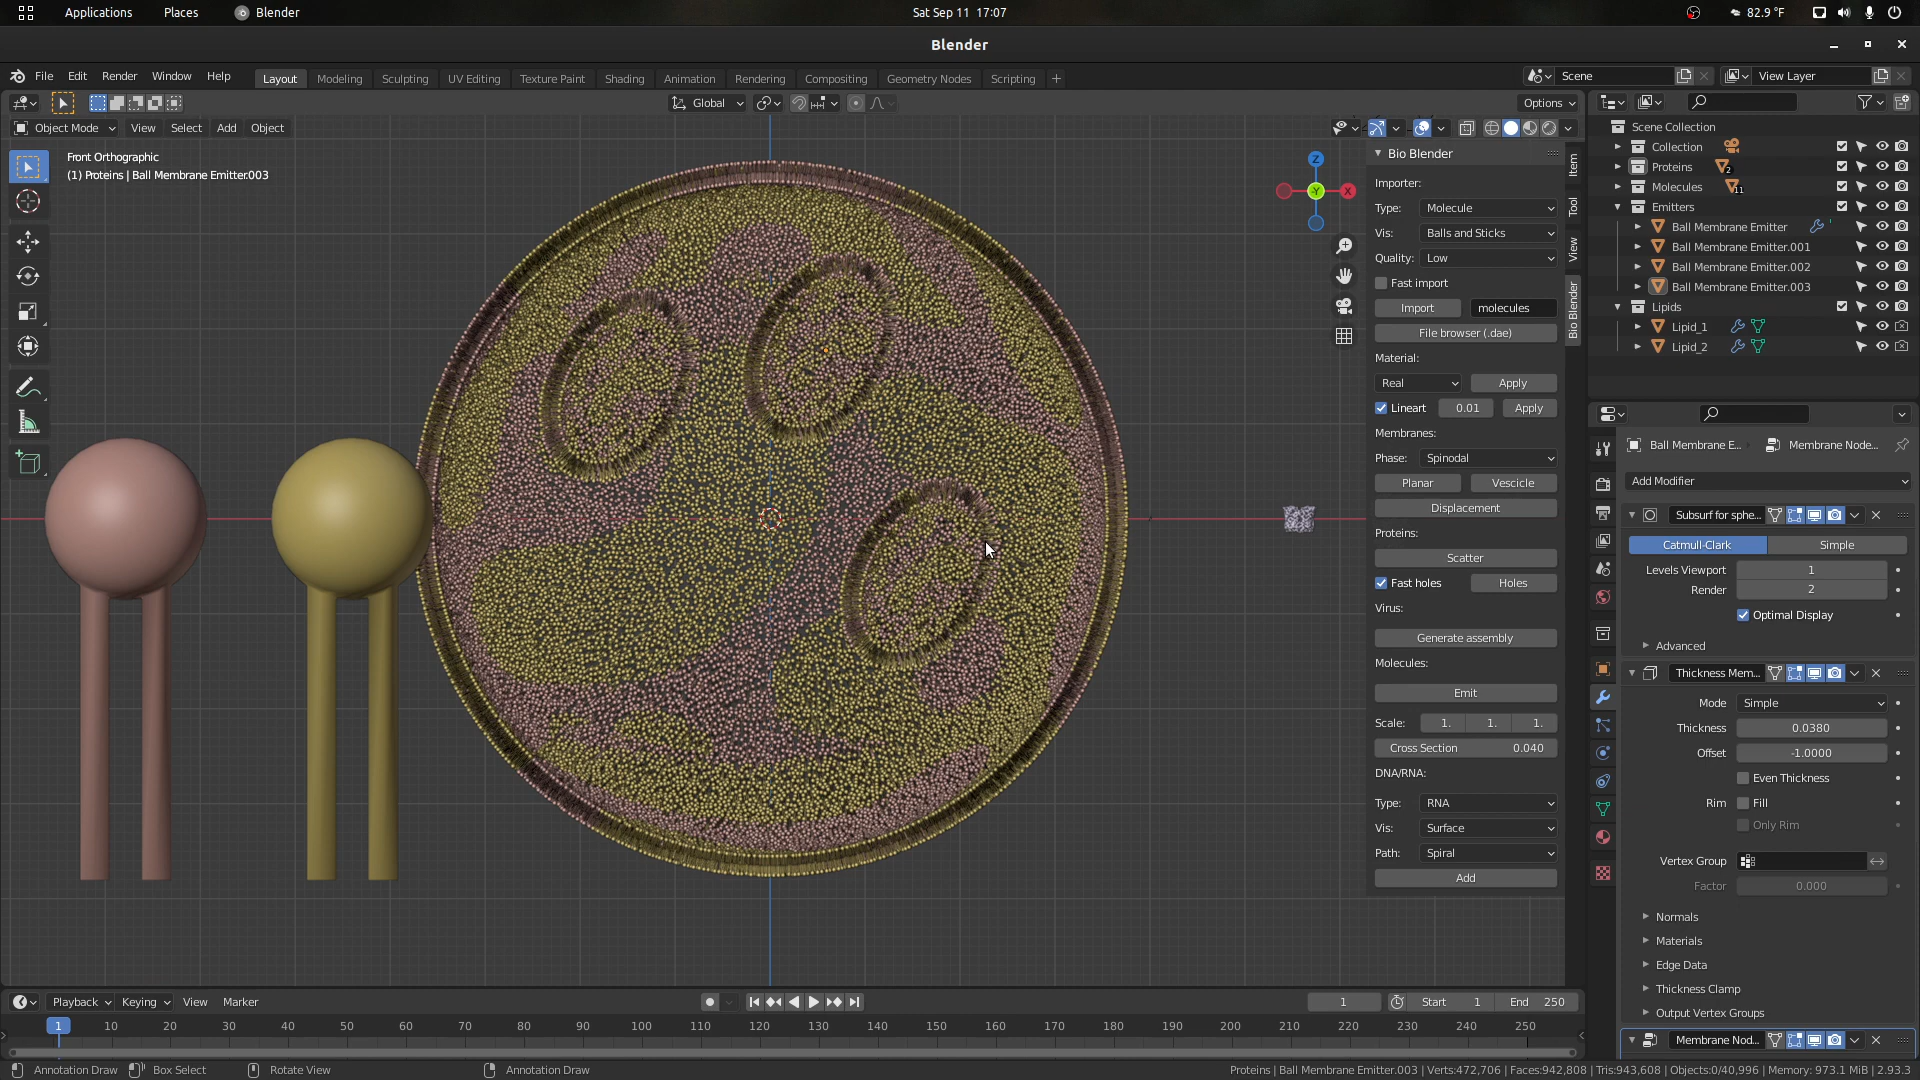 Applications Places Blender Sat Sep 11 17:07 82.9 °F
Blender
File Edit Render Window Help Layout Modeling Sculpting UV Editing Texture Paint Shading Animation Rendering Compositing Geometry Nodes Scripting + Scene View Layer
Global Options
Object Mode View Select Add Object
Front Orthographic
(1) Proteins | Ball Membrane Emitter.003
Z
-Y
X
Bio Blender
Importer:
Type: Molecule
Vis: Balls and Sticks
Quality: Low
Fast import
Import molecules
File browser (.dae)
Material:
Real Apply
Lineart 0.01 Apply
Membranes:
Phase: Spinodal
Planar Vescicle
Displacement
Proteins:
Scatter
Fast holes Holes
Virus:
Generate assembly
Molecules:
Emit
Scale: 1. 1. 1.
Cross Section 0.040
DNA/RNA:
Type: RNA
Vis: Surface
Path: Spiral
Add
Item
Tool
View
Bio Blender
Scene Collection
Collection
Proteins 2
Molecules 11
Emitters
Ball Membrane Emitter
Ball Membrane Emitter.001
Ball Membrane Emitter.002
Ball Membrane Emitter.003
Lipids
Lipid_1
Lipid_2
Ball Membrane E... Membrane Node...
Add Modifier
Subsurf for sphe...
Catmull-Clark Simple
Levels Viewport 1
Render 2
Optimal Display
Advanced
Thickness Mem...
Mode Simple
Thickness 0.0380
Offset -1.0000
Even Thickness
Rim Fill
Only Rim
Vertex Group
Factor 0.000
Normals
Materials
Edge Data
Thickness Clamp
Output Vertex Groups
Membrane Nod...
Playback Keying View Marker 1 Start 1 End 250
1 10 20 30 40 50 60 70 80 90 100 110 120 130 140 150 160 170 180 190 200 210 220 230 240 250
Annotation Draw Box Select Rotate View Annotation Draw Proteins | Ball Membrane Emitter.003 | Verts:472,706 | Faces:942,808 | Tris:943,608 | Objects:0/40,996 | Memory: 973.1 MiB | 2.93.3